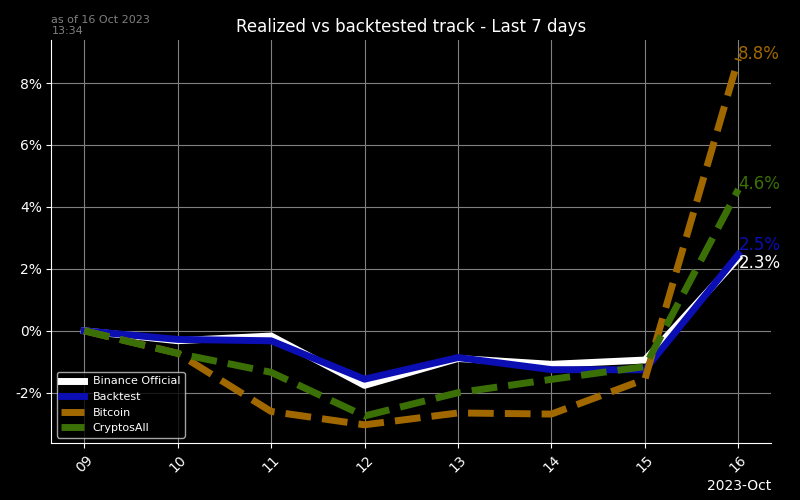 as of 16 Oct 2023
13:34
Realized vs backtested track - Last 7 days
8.8%
8%
6%
4%
4.6%
2.5%
2.3%
2%
0%
-2%
Binance Official
Backtest
Bitcoin
CryptosAll
09
10
11
12
13
14
15
16
2023-Oct